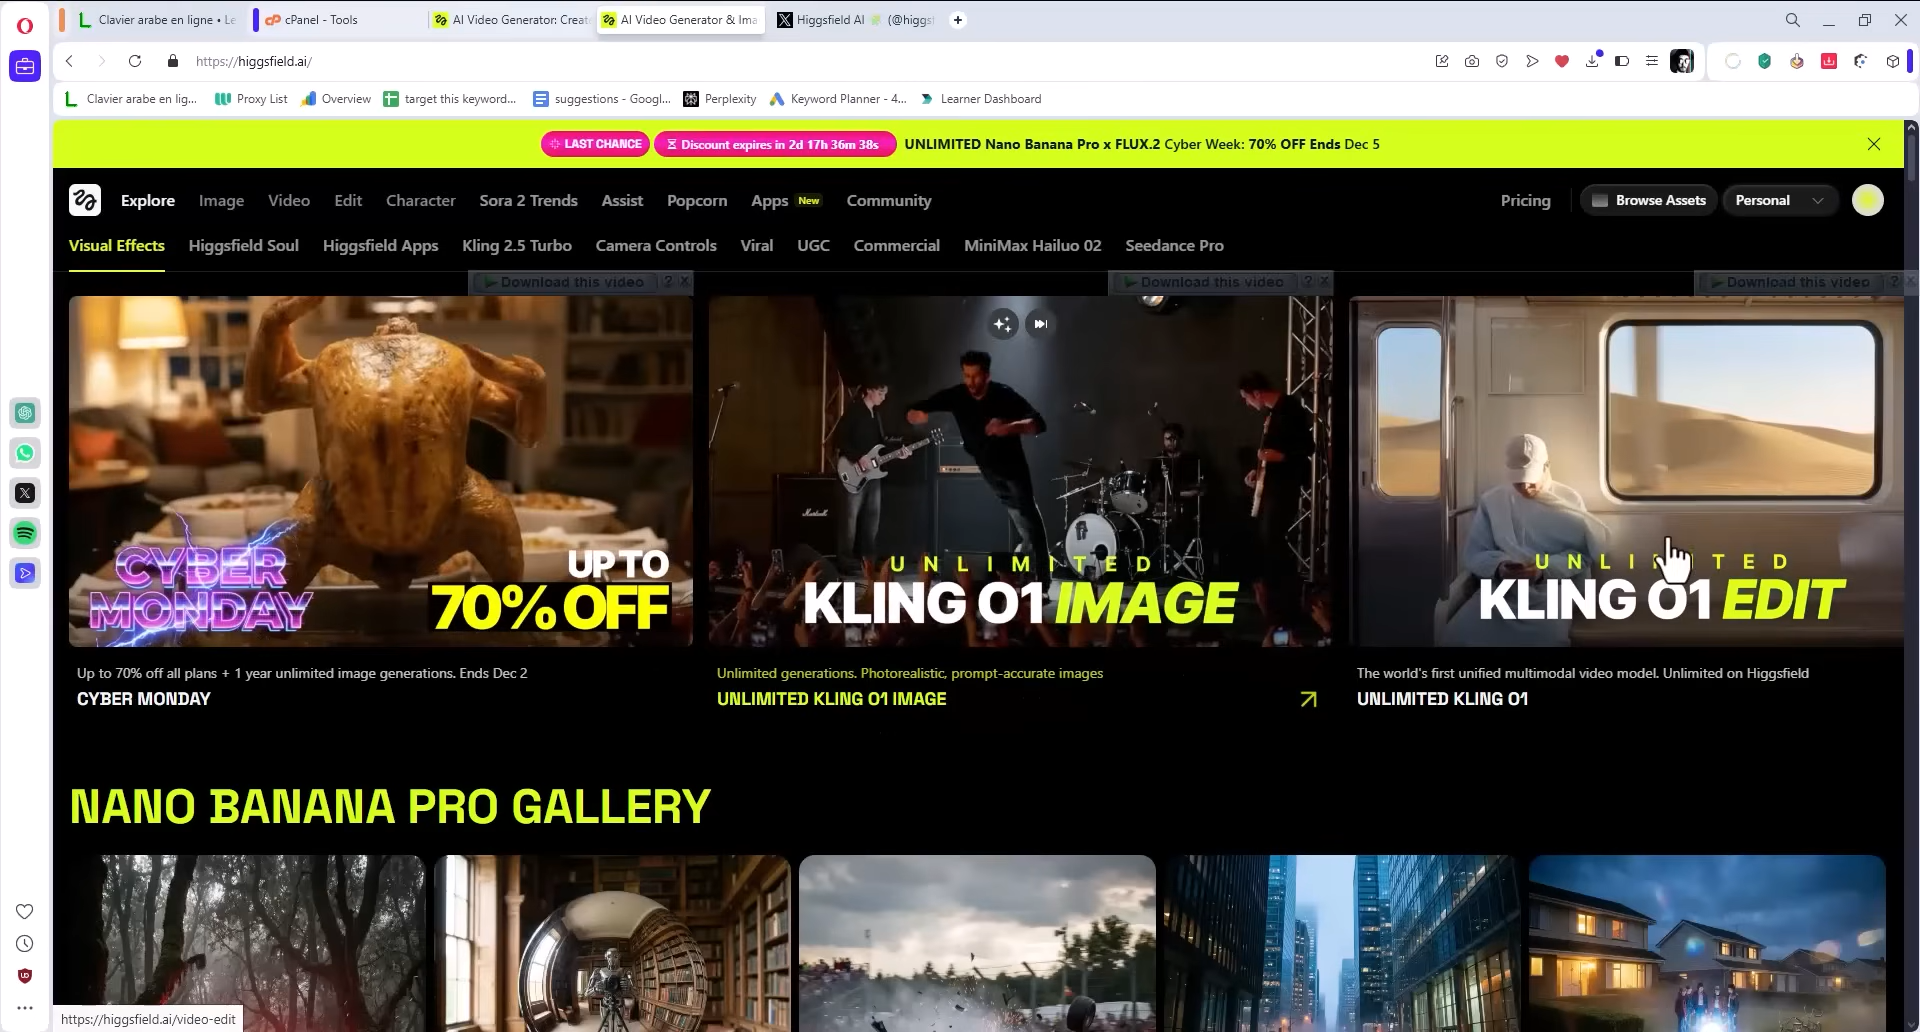 Clavier arabe en ligne • Le
cPanel - Tools
AI Video Generator: Create
AI Video Generator & Ima
Higgsfield AI (@higgsf
https://higgsfield.ai/
Clavier arabe en lig...
Proxy List
Overview
target this keyword...
suggestions - Googl...
Perplexity
Keyword Planner - 4...
Learner Dashboard
LAST CHANCE
Discount expires in 2d 17h 36m 38s
UNLIMITED Nano Banana Pro x FLUX.2 Cyber Week: 70% OFF Ends Dec 5
Explore
Image
Video
Edit
Character
Sora 2 Trends
Assist
Popcorn
Apps New
Community
Pricing
Browse Assets
Personal
Visual Effects
Higgsfield Soul
Higgsfield Apps
Kling 2.5 Turbo
Camera Controls
Viral
UGC
Commercial
MiniMax Hailuo 02
Seedance Pro
Download this video ? X
Download this video ? X
Download this video ? X
CYBER
MONDAY
UP TO
70% OFF
Marshall
UNLIMITED
KLING O1 IMAGE
UNLIMITED
KLING O1 EDIT
Up to 70% off all plans + 1 year unlimited image generations. Ends Dec 2
CYBER MONDAY
Unlimited generations. Photorealistic, prompt-accurate images
UNLIMITED KLING O1 IMAGE
The world's first unified multimodal video model. Unlimited on Higgsfield
UNLIMITED KLING O1
NANO BANANA PRO GALLERY
https://higgsfield.ai/video-edit